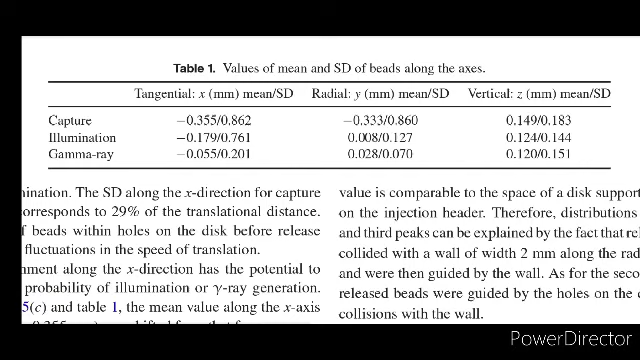 Table 1. Values of mean and SD of beads along the axes.
Tangential: x (mm) mean/SD Radial: y (mm) mean/SD Vertical: z (mm) mean/SD
Capture −0.355/0.862 −0.333/0.860 0.149/0.183
Illumination −0.179/0.761 0.008/0.127 0.124/0.144
Gamma-ray −0.055/0.201 0.028/0.070 0.120/0.151
mination. The SD along the x-direction for capture
orresponds to 29% of the translational distance.
f beads within holes on the disk before release
fluctuations in the speed of translation.
nment along the x-direction has the potential to
probability of illumination or γ-ray generation.
5(c) and table 1, the mean value along the x-axis
value is comparable to the space of a disk support
on the injection header. Therefore, distributions
and third peaks can be explained by the fact that rel
collided with a wall of width 2 mm along the rad
and were then guided by the wall. As for the seco
released beads were guided by the holes on the
collisions with the wall.
PowerDirector